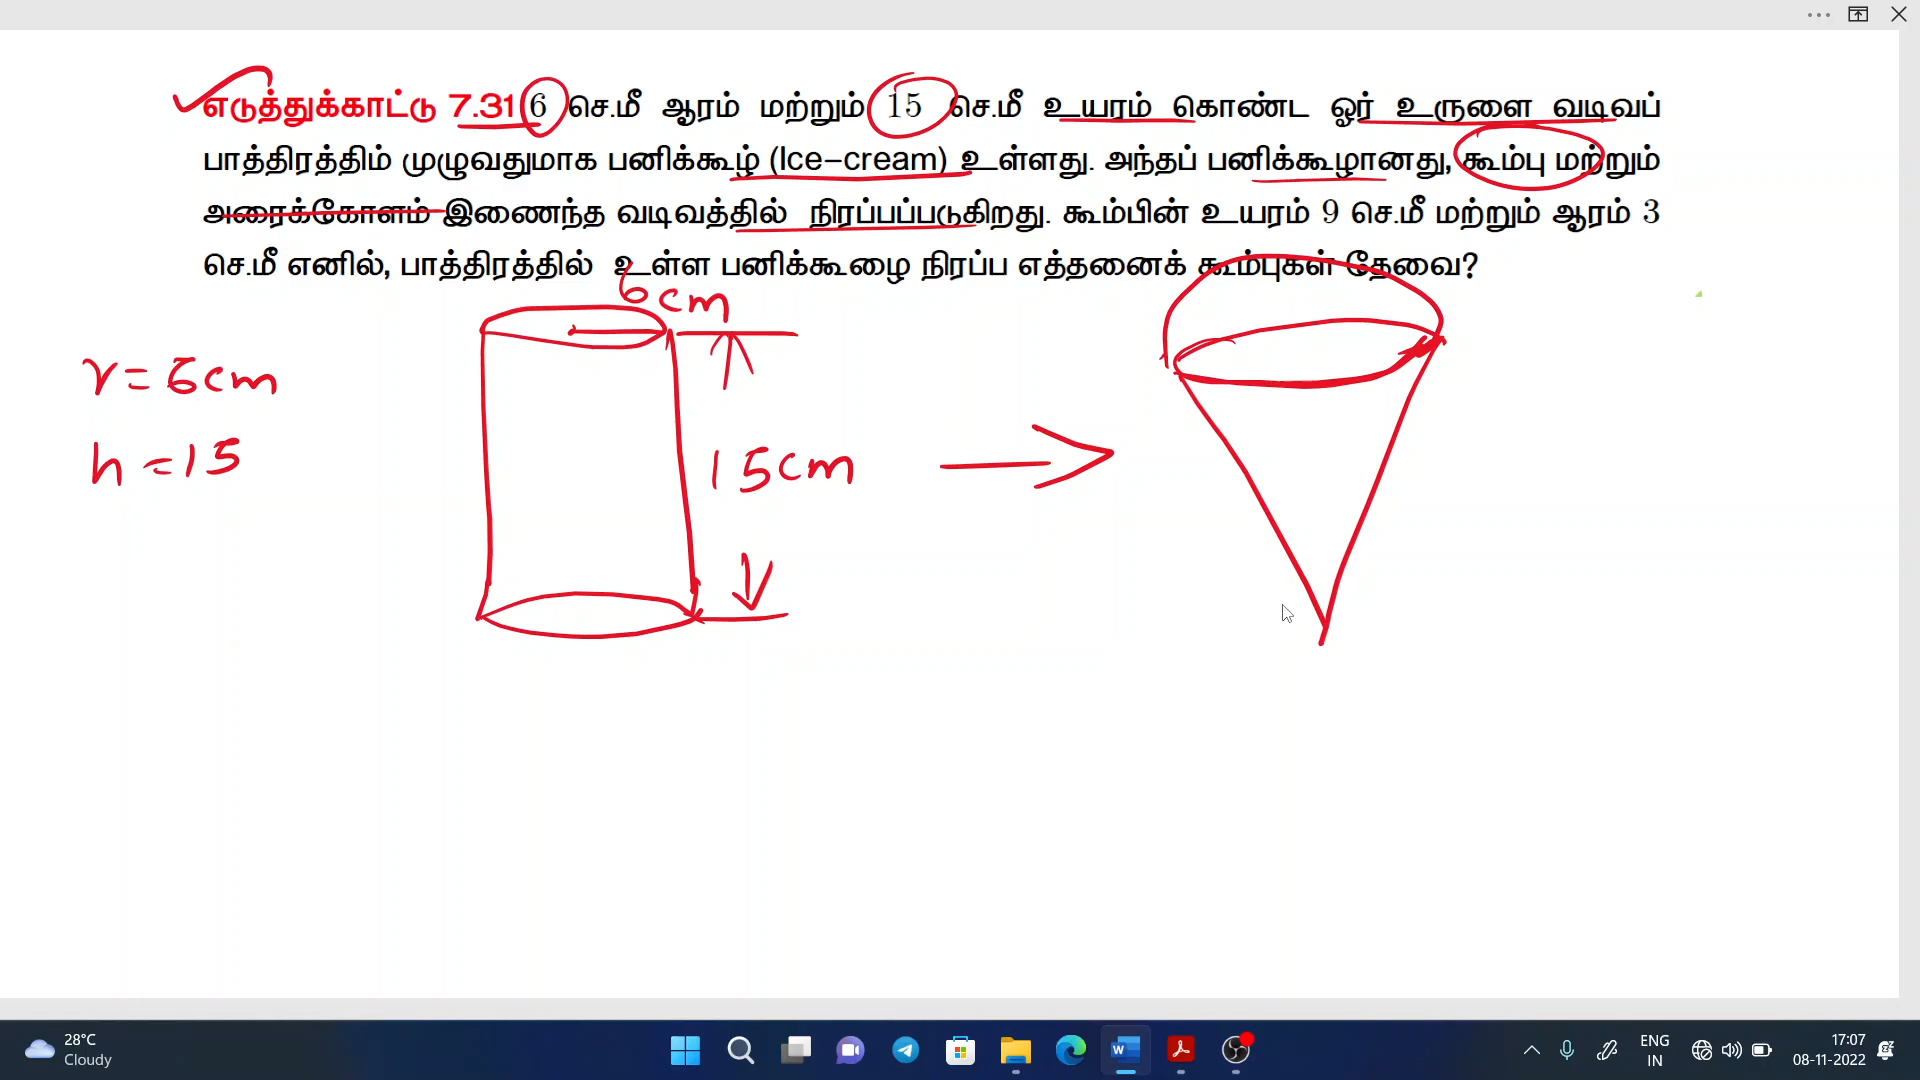 எடுத்துக்காட்டு 7.31 6 செ.மீ ஆரம் மற்றும் 15 செ.மீ உயரம் கொண்ட ஓர் உருளை வடிவப்
பாத்திரத்திம் முழுவதுமாக பனிக்கூழ் (Ice–cream) உள்ளது. அந்தப் பனிக்கூழானது, கூம்பு மற்றும்
அரைக்கோளம் இணைந்த வடிவத்தில் நிரப்பப்படுகிறது. கூம்பின் உயரம் 9 செ.மீ மற்றும் ஆரம் 3
செ.மீ எனில், பாத்திரத்தில் உள்ள பனிக்கூழை நிரப்ப எத்தனைக் கூம்புகள் தேவை?
6cm
r = 6cm
h = 15
15cm
28°C
Cloudy
ENG
IN
17:07
08-11-2022